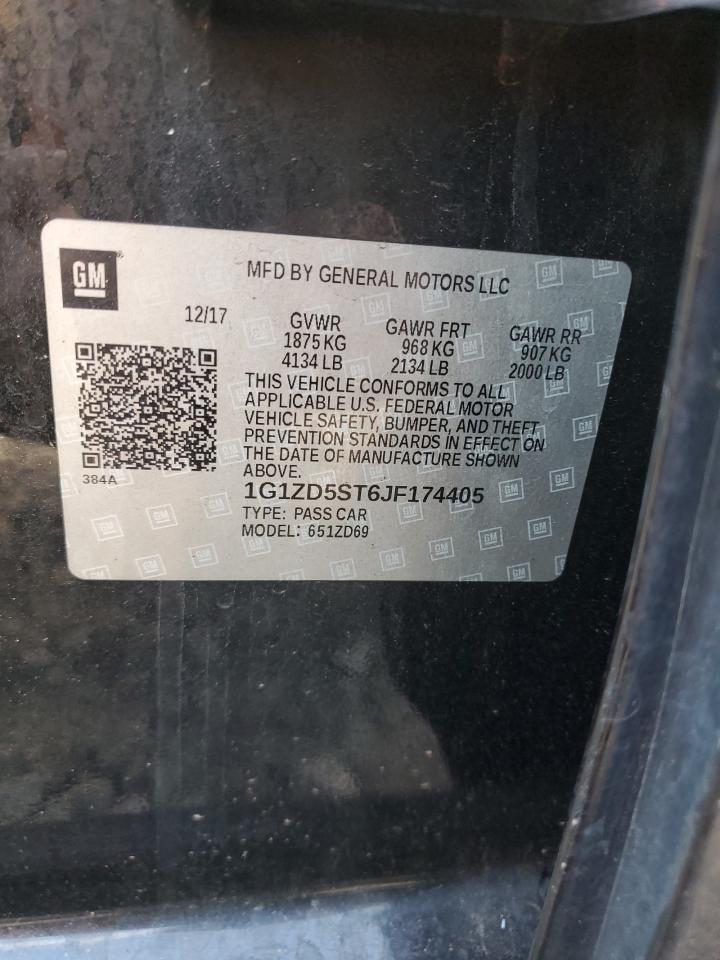 GM
MFD BY GENERAL MOTORS LLC
12/17
GVWR
1875 KG
4134 LB
GAWR FRT
968 KG
2134 LB
GAWR RR
907 KG
2000 LB
THIS VEHICLE CONFORMS TO ALL
APPLICABLE U.S. FEDERAL MOTOR
VEHICLE SAFETY, BUMPER, AND THEFT
PREVENTION STANDARDS IN EFFECT ON
THE DATE OF MANUFACTURE SHOWN
ABOVE.
384A
1G1ZD5ST6JF174405
TYPE: PASS CAR
MODEL: 651ZD69